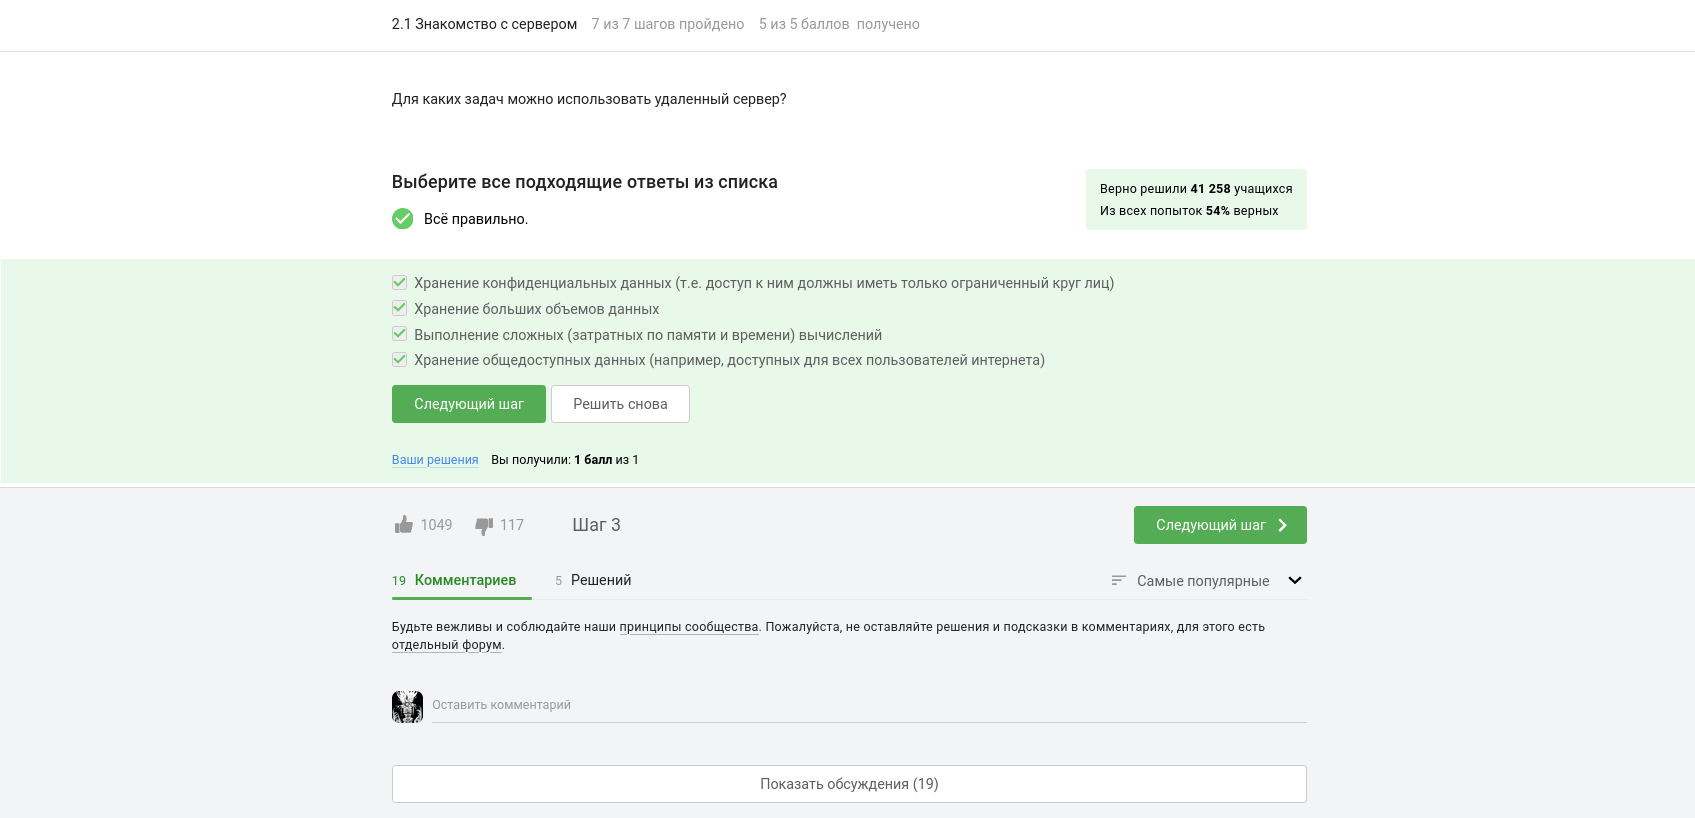 2.1 Знакомство с сервером 7 из 7 шагов пройдено 5 из 5 баллов получено
Для каких задач можно использовать удаленный сервер?
Выберите все подходящие ответы из списка
Верно решили 41 258 учащихся
Из всех попыток 54% верных
Всё правильно.
Хранение конфиденциальных данных (т.е. доступ к ним должны иметь только ограниченный круг лиц)
Хранение больших объемов данных
Выполнение сложных (затратных по памяти и времени) вычислений
Хранение общедоступных данных (например, доступных для всех пользователей интернета)
Следующий шаг Решить снова
Ваши решения Вы получили: 1 балл из 1
1049 117 Шаг 3 Следующий шаг
19 Комментариев 5 Решений Самые популярные
Будьте вежливы и соблюдайте наши принципы сообщества. Пожалуйста, не оставляйте решения и подсказки в комментариях, для этого есть
отдельный форум.
Оставить комментарий
Показать обсуждения (19)